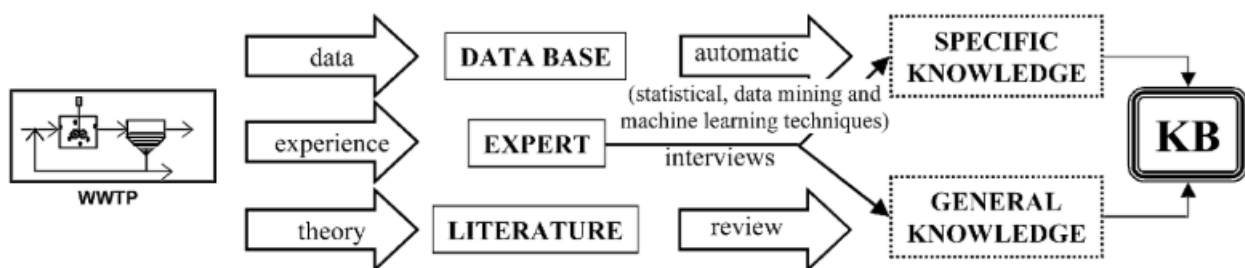 data
DATA BASE
automatic
SPECIFIC
KNOWLEDGE
(statistical, data mining and
machine learning techniques)
WWTP
experience
EXPERT
interviews
KB
theory
LITERATURE
review
GENERAL
KNOWLEDGE